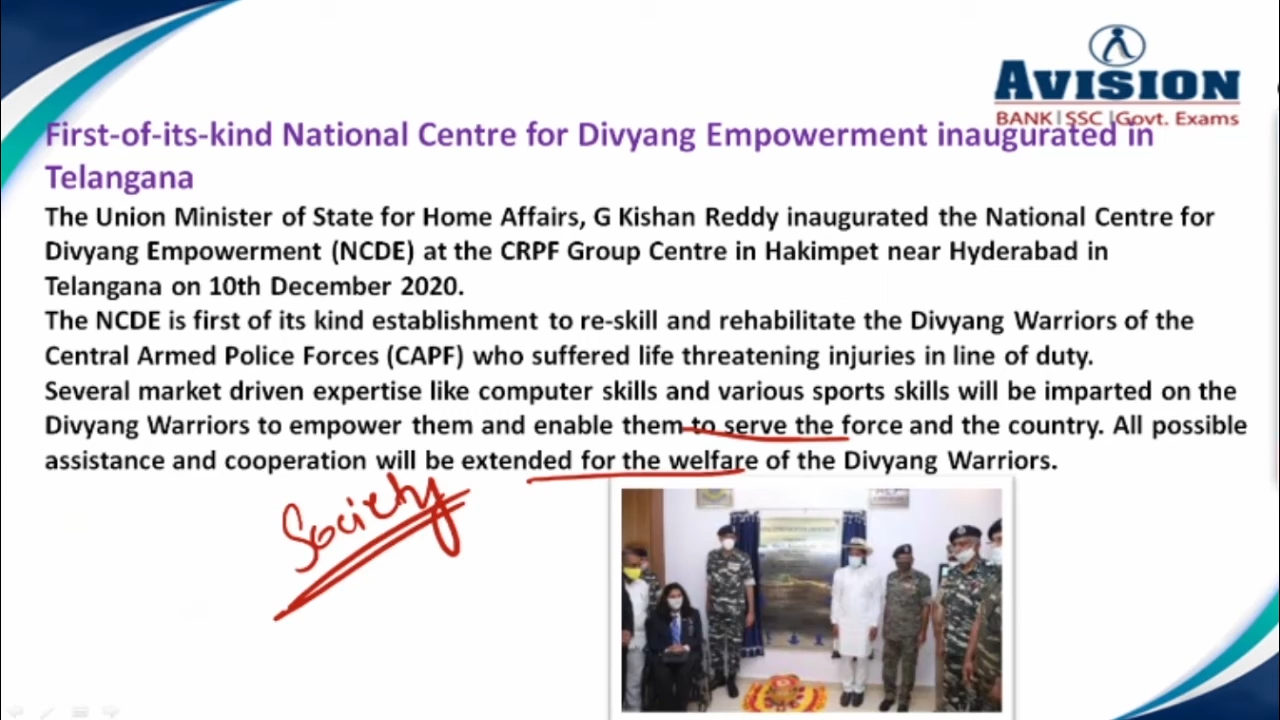 AVISION
BANK|SSC|Govt. Exams
First-of-its-kind National Centre for Divyang Empowerment inaugurated in
Telangana
The Union Minister of State for Home Affairs, G Kishan Reddy inaugurated the National Centre for
Divyang Empowerment (NCDE) at the CRPF Group Centre in Hakimpet near Hyderabad in
Telangana on 10th December 2020.
The NCDE is first of its kind establishment to re-skill and rehabilitate the Divyang Warriors of the
Central Armed Police Forces (CAPF) who suffered life threatening injuries in line of duty.
Several market driven expertise like computer skills and various sports skills will be imparted on the
Divyang Warriors to empower them and enable them to serve the force and the country. All possible
assistance and cooperation will be extended for the welfare of the Divyang Warriors.
Society